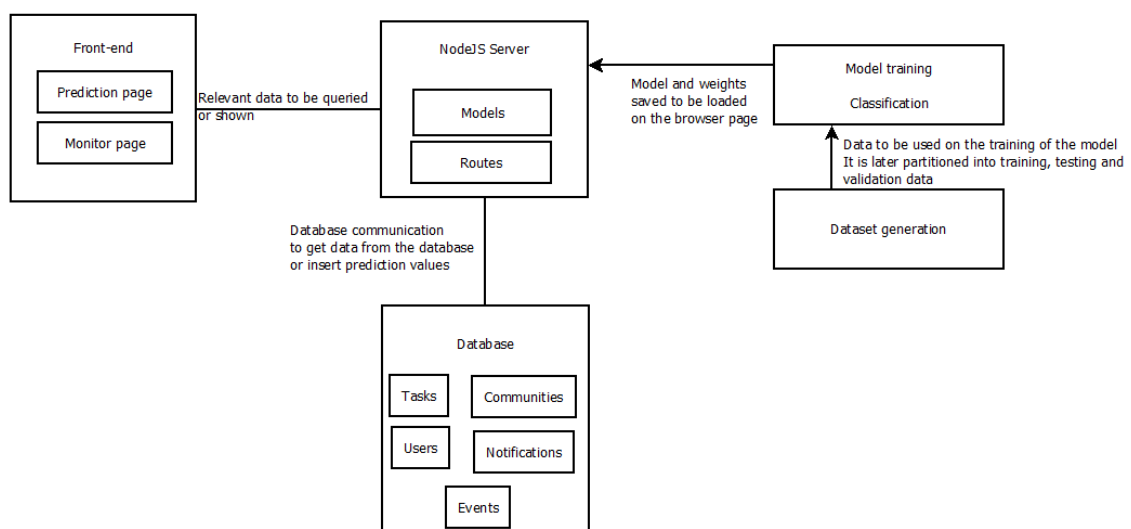 Front-end
Prediction page
Monitor page
Relevant data to be queried
or shown
NodeJS Server
Models
Routes
Model and weights
saved to be loaded
on the browser page
Model training
Classification
Data to be used on the training of the model
It is later partitioned into training, testing and
validation data
Dataset generation
Database communication
to get data from the database
or insert prediction values
Database
Tasks
Communities
Users
Notifications
Events